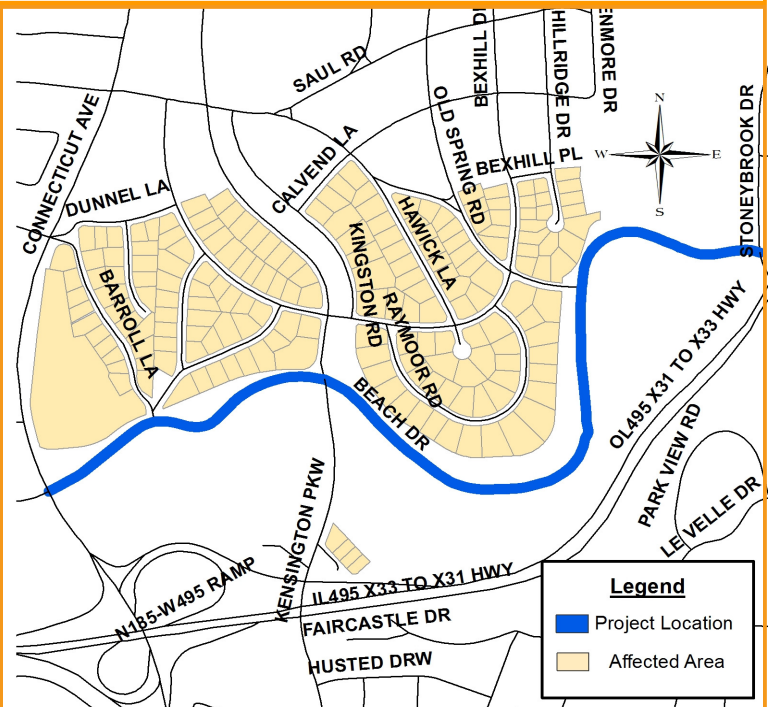 SAUL RD
BEXHILL D
HILLRIDGE DR
ENMORE DR
OLD SPRING RD
CONNECTICUT AVE
CALVEND LA
BEXHILL PL
N
W
E
S
STONEYBROOK DR
DUNNEL LA
HAWICK LA
KINGSTON RD
BARROLL LA
RAYMOOR RD
BEACH DR
OL495 X31 TO X33 HWY
PARK VIEW RD
LE VELLE DR
KENSINGTON PKW
N185-W495 RAMP
IL495 X33 TO X31 HWY
FAIRCASTLE DR
HUSTED DRW
Legend
Project Location
Affected Area